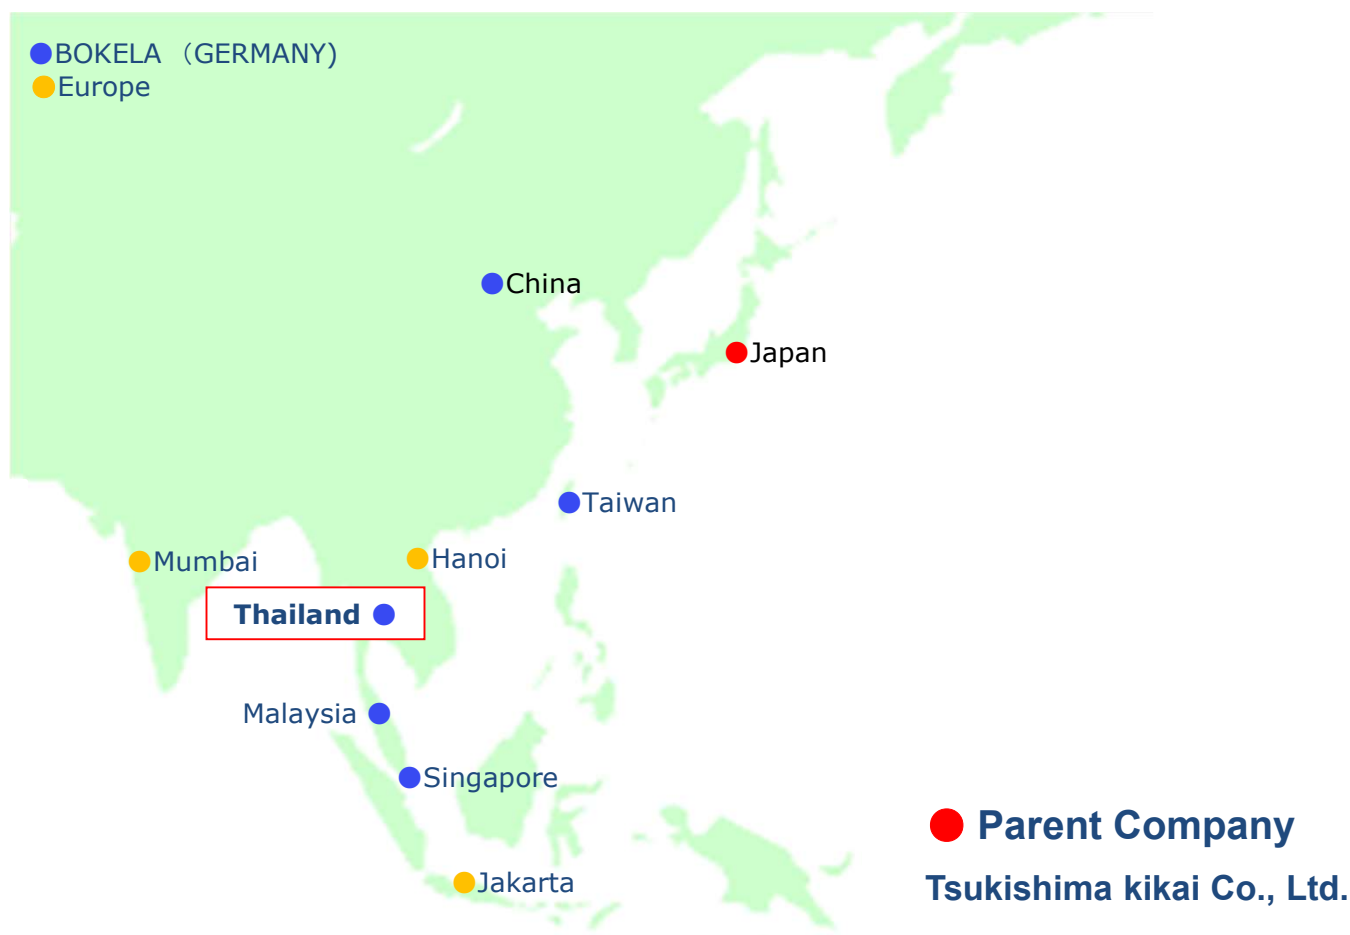 BOKELA （GERMANY)
Europe
China
Japan
Taiwan
Mumbai
Hanoi
Thailand
Malaysia
Singapore
Jakarta
Parent Company
Tsukishima kikai Co., Ltd.